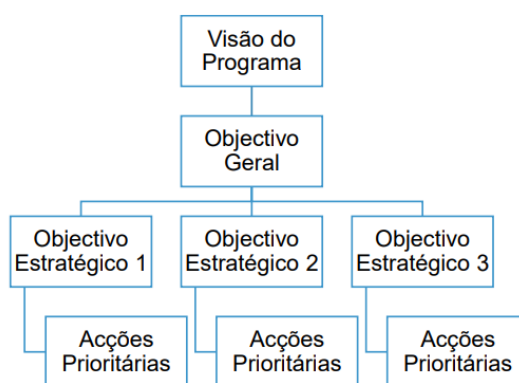 Visão do
Programa
Objectivo
Geral
Objectivo
Estratégico 1
Objectivo
Estratégico 2
Objectivo
Estratégico 3
Acções
Prioritárias
Acções
Prioritárias
Acções
Prioritárias